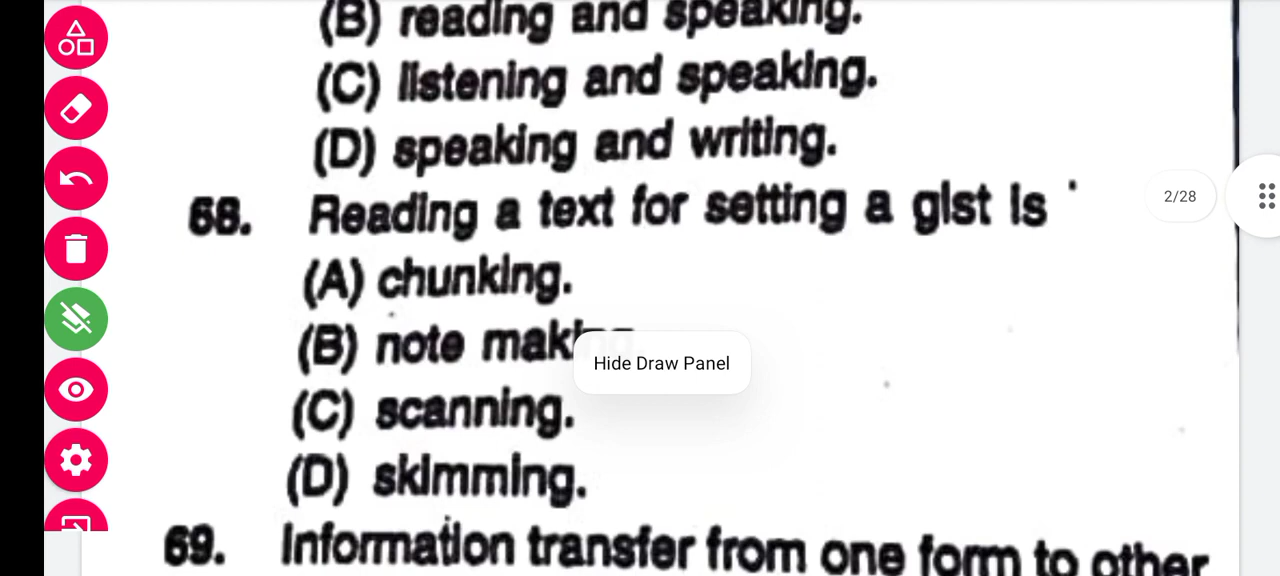 (B) reading and speaking.
(C) listening and speaking.
(D) speaking and writing.
68. Reading a text for setting a gist is
(A) chunking.
(B) note making
(C) scanning.
(D) skimming.
69. Information transfer from one form to other
2/28
Hide Draw Panel